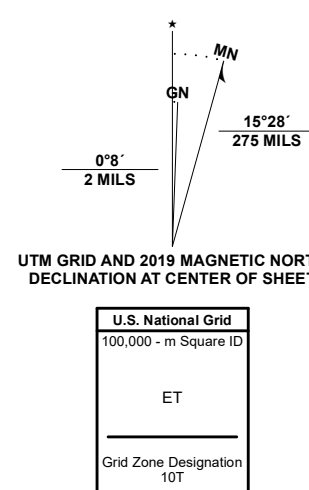 ★
MN
GN
15°28´
275 MILS
0°8´
2 MILS
UTM GRID AND 2019 MAGNETIC NORT
DECLINATION AT CENTER OF SHEET
U.S. National Grid
100,000 - m Square ID
ET
Grid Zone Designation
10T